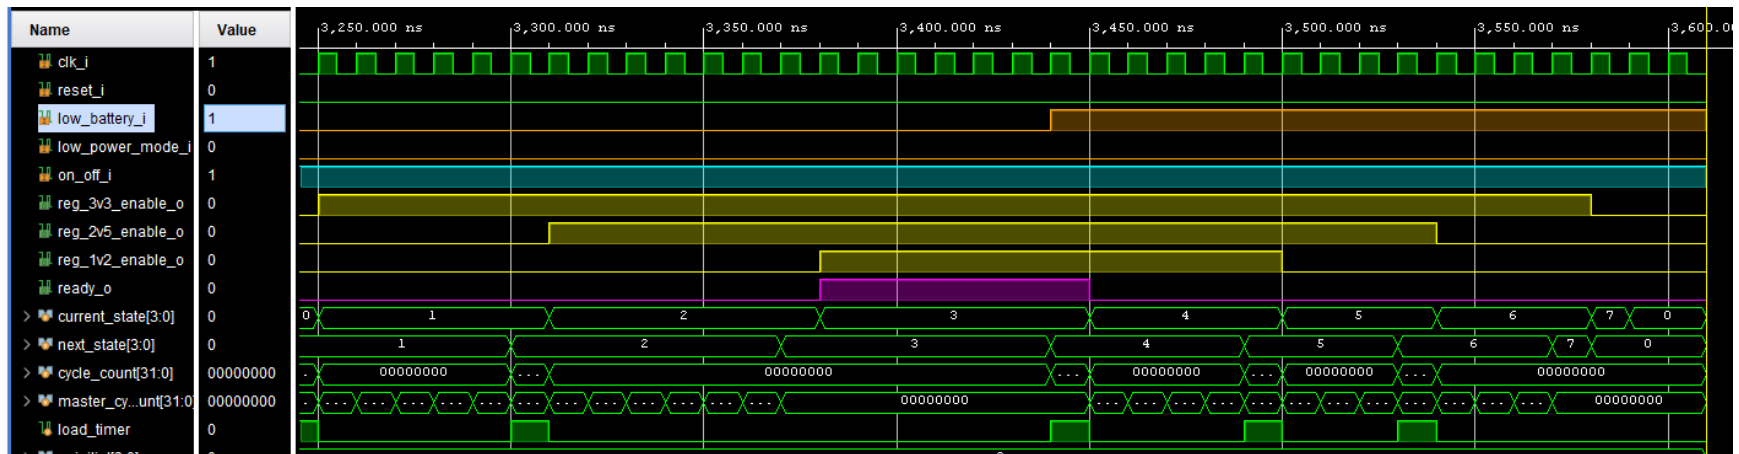 Name Value 3,250.000 ns 3,300.000 ns 3,350.000 ns 3,400.000 ns 3,450.000 ns 3,500.000 ns 3,550.000 ns
clk_i 1
reset_i 0
low_battery_i 1
low_power_mode_i 0
on_off_i 1
reg_3v3_enable_o 0
reg_2v5_enable_o 0
reg_1v2_enable_o 0
ready_o 0
current_state[3:0] 0 0 1 2 3 4 5 6 7 0
next_state[3:0] 0 1 2 3 4 5 6 7 0
cycle_count[31:0] 00000000 . 00000000 ... 00000000 ... 00000000 ... 00000000 ... 00000000
master_cy...unt[31:0] 00000000 . ... ... ... ... ... ... ... ... ... ... ... ... 00000000 ... ... ... ... ... ... ... ... ... ... ... ... 00000000
load_timer 0